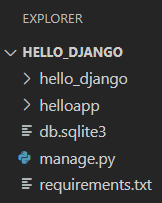 EXPLORER
HELLO_DJANGO
hello_django
helloapp
db.sqlite3
manage.py
requirements.txt